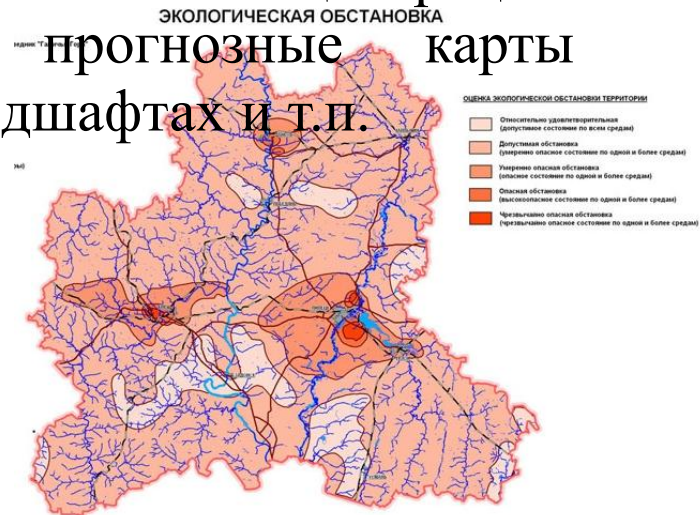 ЭКОЛОГИЧЕСКАЯ ОБСТАНОВКА
прогнозные карты
дшафтах и т.п.
ОЦЕНКА ЭКОЛОГИЧЕСКОЙ ОБСТАНОВКИ ТЕРРИТОРИИ
Относительно удовлетворительная
(допустимое состояние по всем средам)
Допустимая обстановка
(умеренно опасное состояние по одной и более средам)
Умеренно опасная обстановка
(опасное состояние по одной и более средам)
Опасная обстановка
(высокоопасное состояние по одной и более средам)
Чрезвычайно опасная обстановка
(чрезвычайно опасное состояние по одной и более средам)